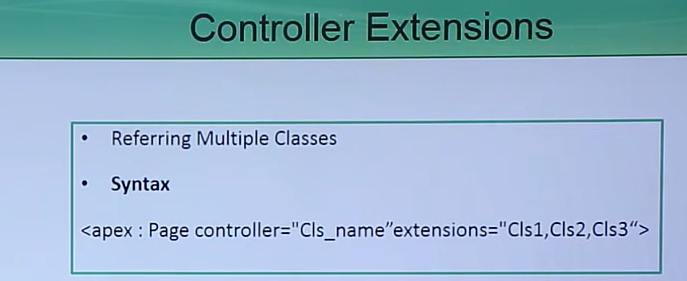 Controller Extensions
• Referring Multiple Classes
• Syntax
<apex : Page controller="Cls_name”extensions="Cls1,Cls2,Cls3“>